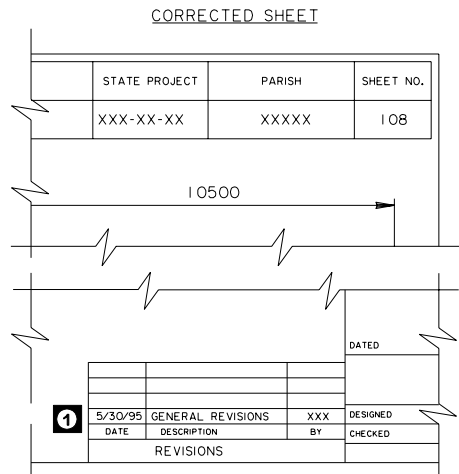 CORRECTED SHEET
STATE PROJECT PARISH SHEET NO.
XXX-XX-XX XXXXX 108
10500
DATED
1 5/30/95 GENERAL REVISIONS XXX DESIGNED
DATE DESCRIPTION BY CHECKED
REVISIONS